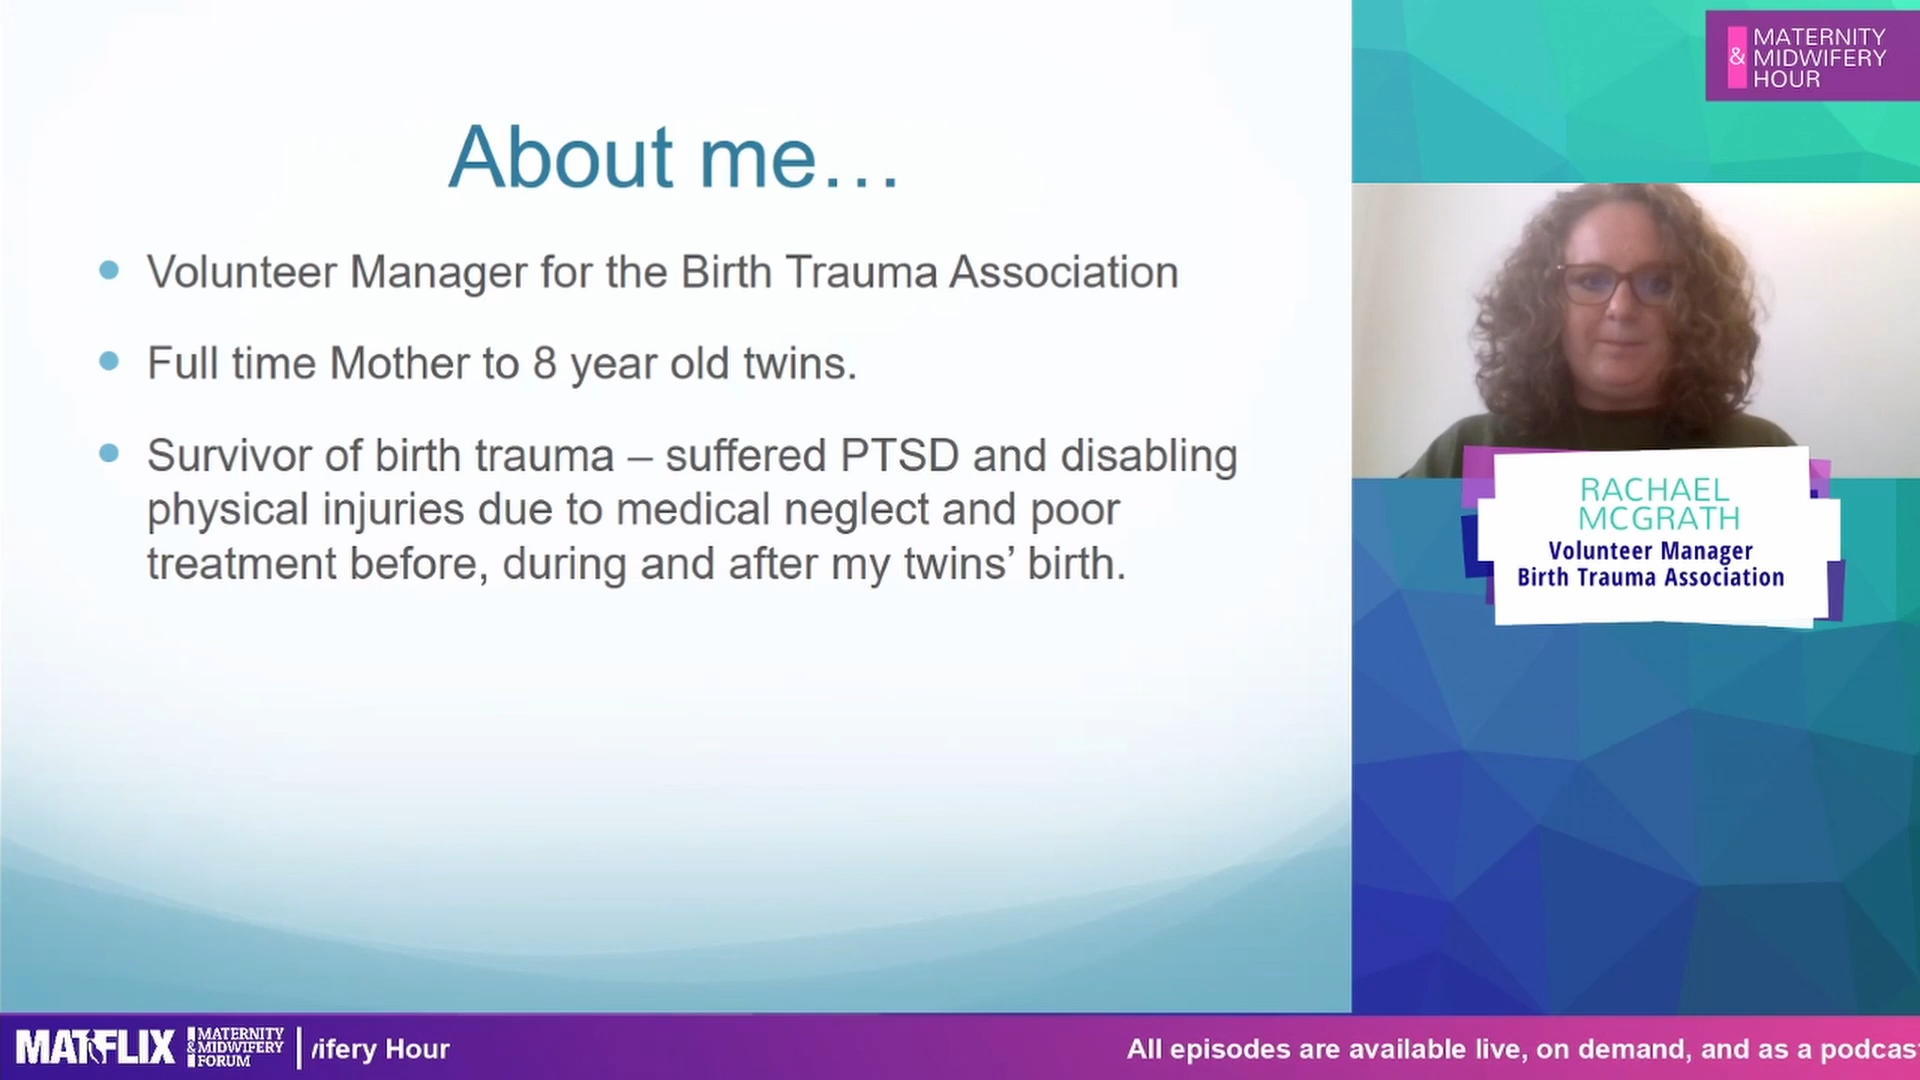 About me…
Volunteer Manager for the Birth Trauma Association
Full time Mother to 8 year old twins.
Survivor of birth trauma – suffered PTSD and disabling
physical injuries due to medical neglect and poor
treatment before, during and after my twins’ birth.
& MATERNITY
MIDWIFERY
HOUR
RACHAEL
MCGRATH
Volunteer Manager
Birth Trauma Association
MATFLIX
MATERNITY
& MIDWIFERY
FORUM
ifery Hour
All episodes are available live, on demand, and as a podcas